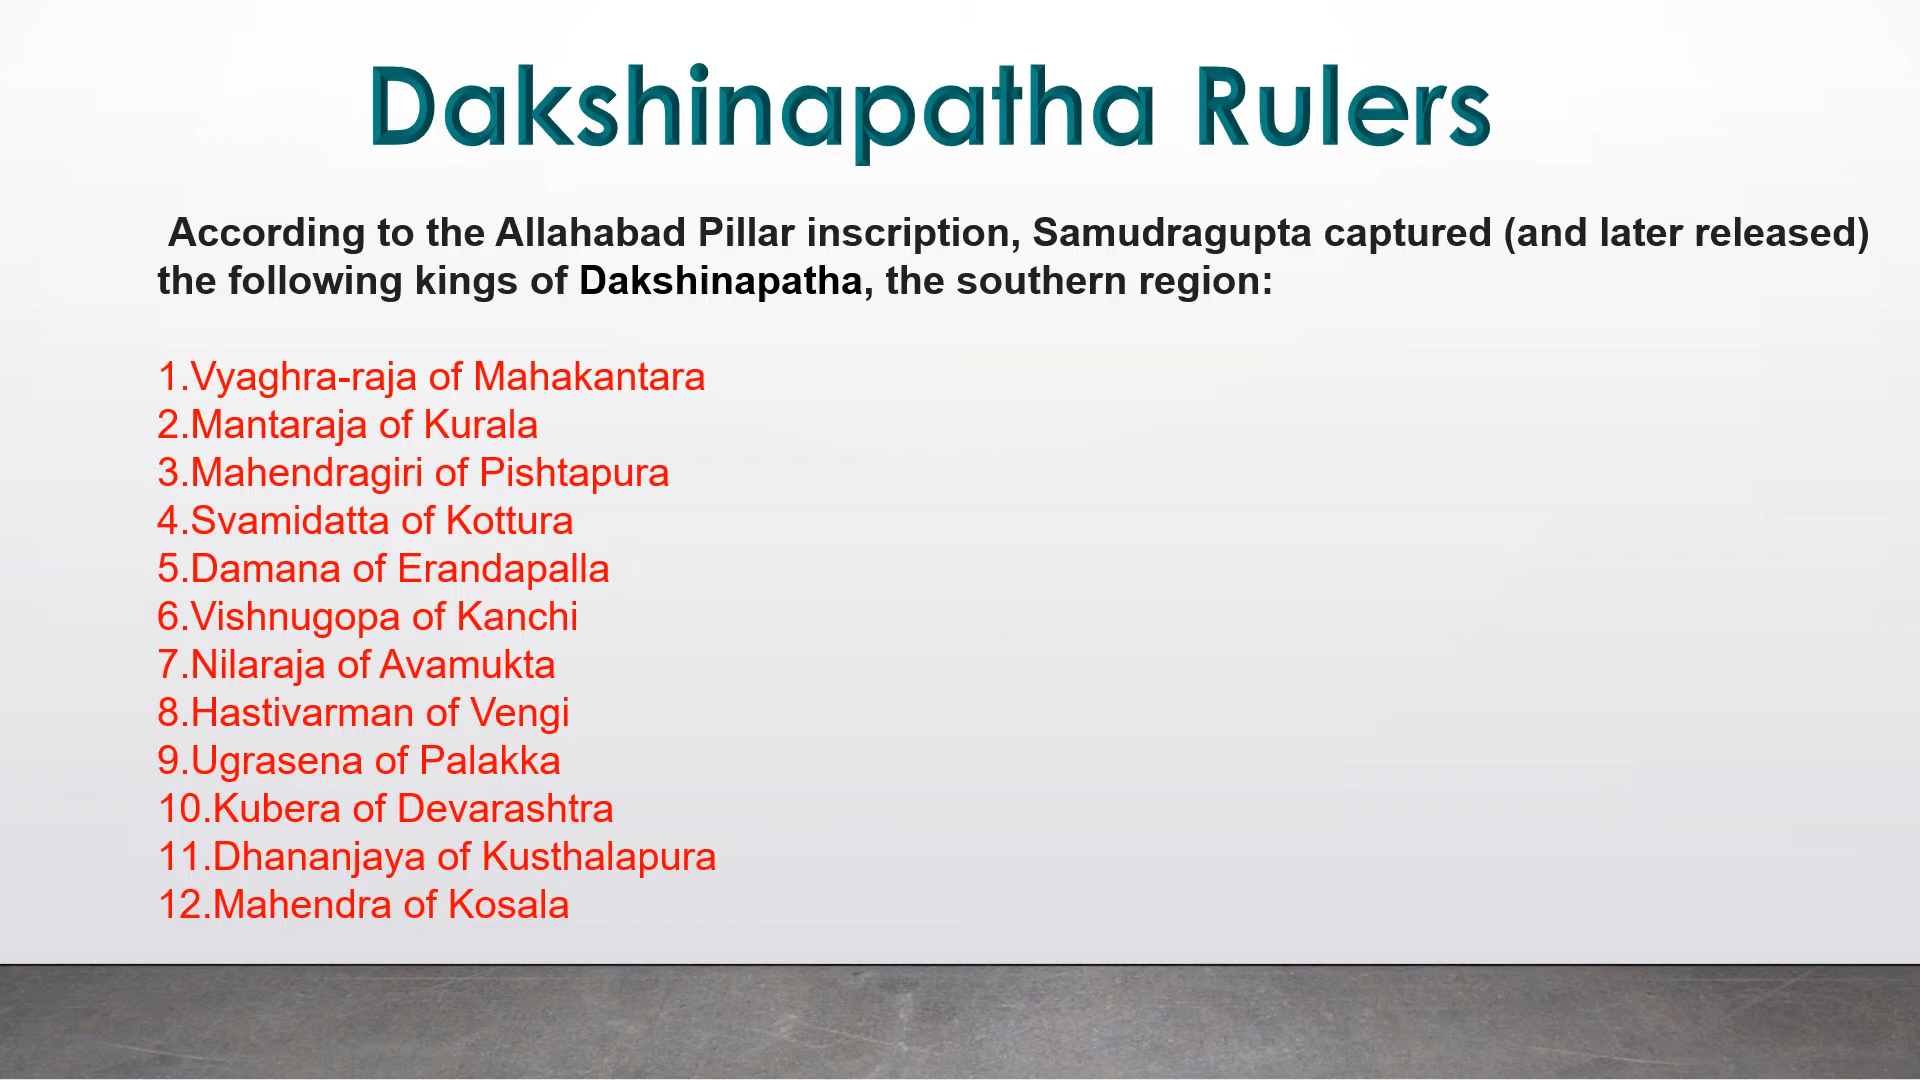 Dakshinapatha Rulers
According to the Allahabad Pillar inscription, Samudragupta captured (and later released)
the following kings of Dakshinapatha, the southern region:
1.Vyaghra-raja of Mahakantara
2.Mantaraja of Kurala
3.Mahendragiri of Pishtapura
4.Svamidatta of Kottura
5.Damana of Erandapalla
6.Vishnugopa of Kanchi
7.Nilaraja of Avamukta
8.Hastivarman of Vengi
9.Ugrasena of Palakka
10.Kubera of Devarashtra
11.Dhananjaya of Kusthalapura
12.Mahendra of Kosala